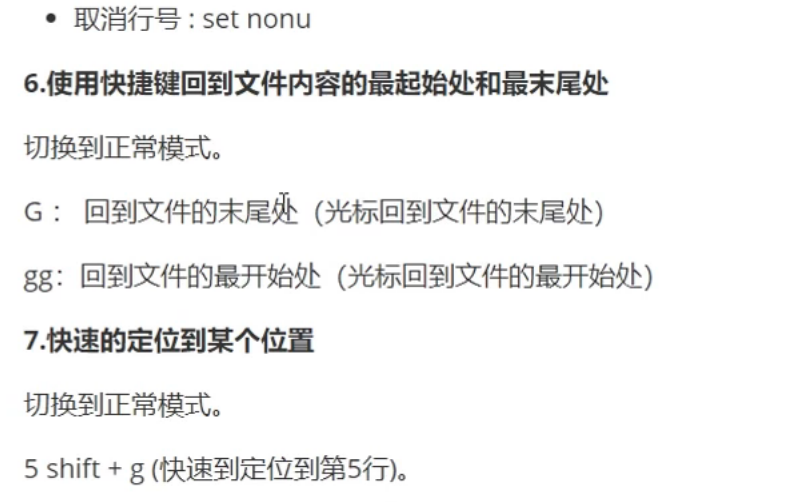 • 取消行号 : set nonu
6.使用快捷键回到文件内容的最起始处和最末尾处
切换到正常模式。
G： 回到文件的末尾处（光标回到文件的末尾处）
gg：回到文件的最开始处（光标回到文件的最开始处）
7.快速的定位到某个位置
切换到正常模式。
5 shift + g (快速到定位到第5行)。